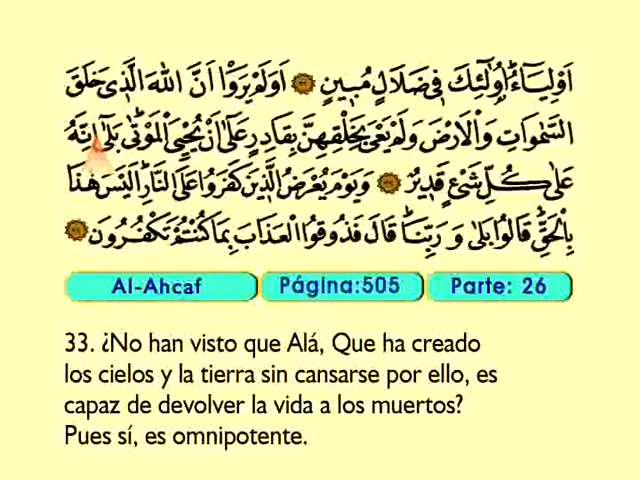 اَوْلِيَٓاءُ اُو۬لٰٓئِكَ فِي ضَلَالٍ مُبِينٍ ﴿٣٢﴾ اَوَلَمْ يَرَوْا اَنَّ اللّٰهَ الَّذِي خَلَقَ
السَّمٰوَاتِ وَالْاَرْضَ وَلَمْ يَعْيَ بِخَلْقِهِنَّ بِقَادِرٍ عَلٰٓى اَنْ يُحْيِيَ الْمَوْتٰى بَلٰٓى اِنَّهُ
عَلٰى كُلِّ شَيْءٍ قَدِيرٌ ﴿٣٣﴾ وَيَوْمَ يُعْرَضُ الَّذِينَ كَفَرُوا عَلَى النَّارِ اَلَيْسَ هٰذَا
بِالْحَقِّ قَالُوا بَلٰى وَرَبِّنَا قَالَ فَذُوقُوا الْعَذَابَ بِمَا كُنْتُمْ تَكْفُرُونَ ﴿٣٤﴾
Al-Ahcaf Página:505 Parte: 26
33. ¿No han visto que Alá, Que ha creado
los cielos y la tierra sin cansarse por ello, es
capaz de devolver la vida a los muertos?
Pues sí, es omnipotente.